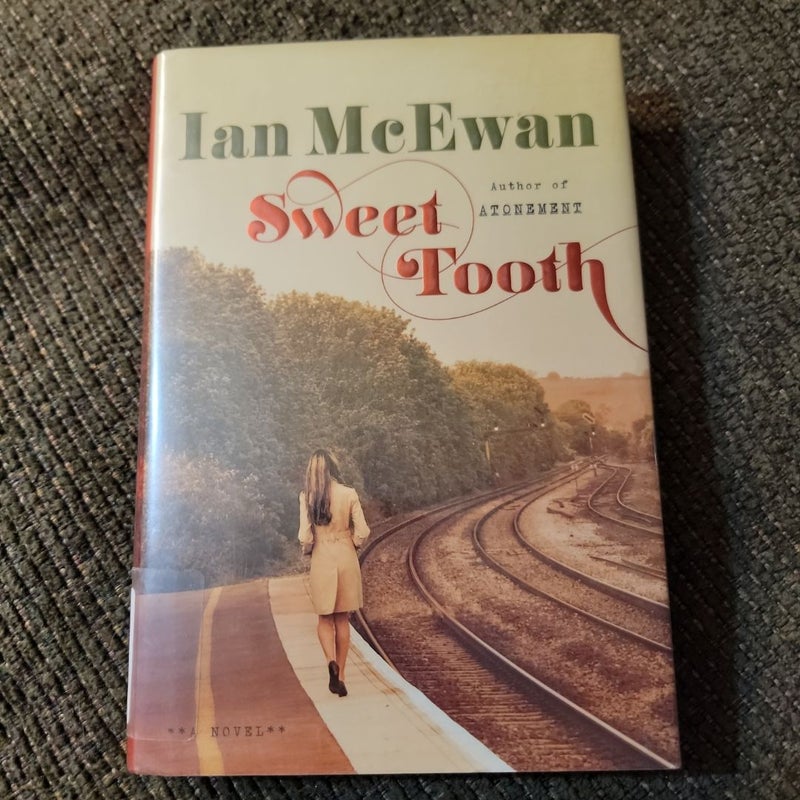 Ian McEwan
Sweet
Tooth
Author of
ATONEMENT
**A NOVEL**